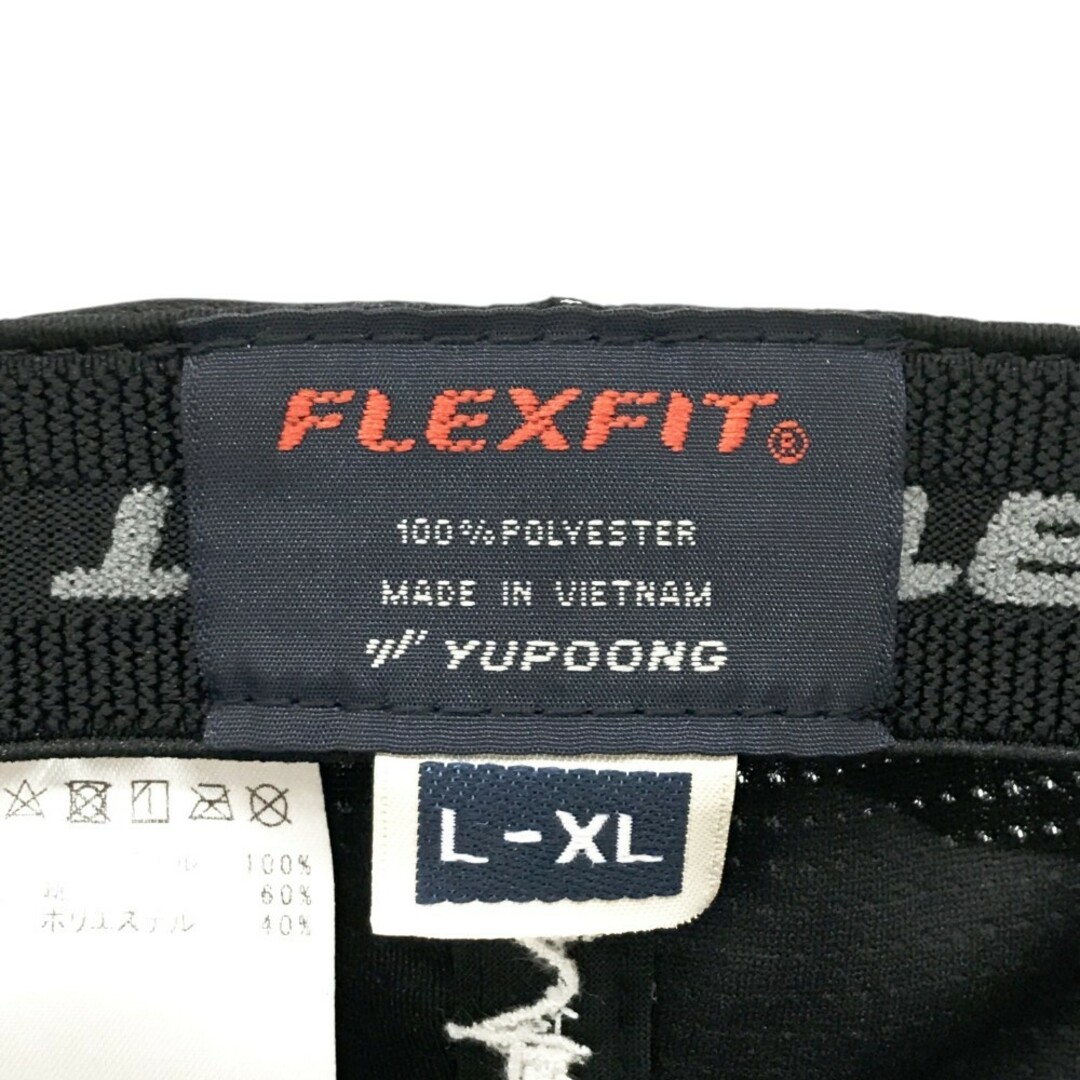 FLEXFIT®
100% POLYESTER
MADE IN VIETNAM
YUPOONG
L-XL
100%
60%
ポリエステル 40%